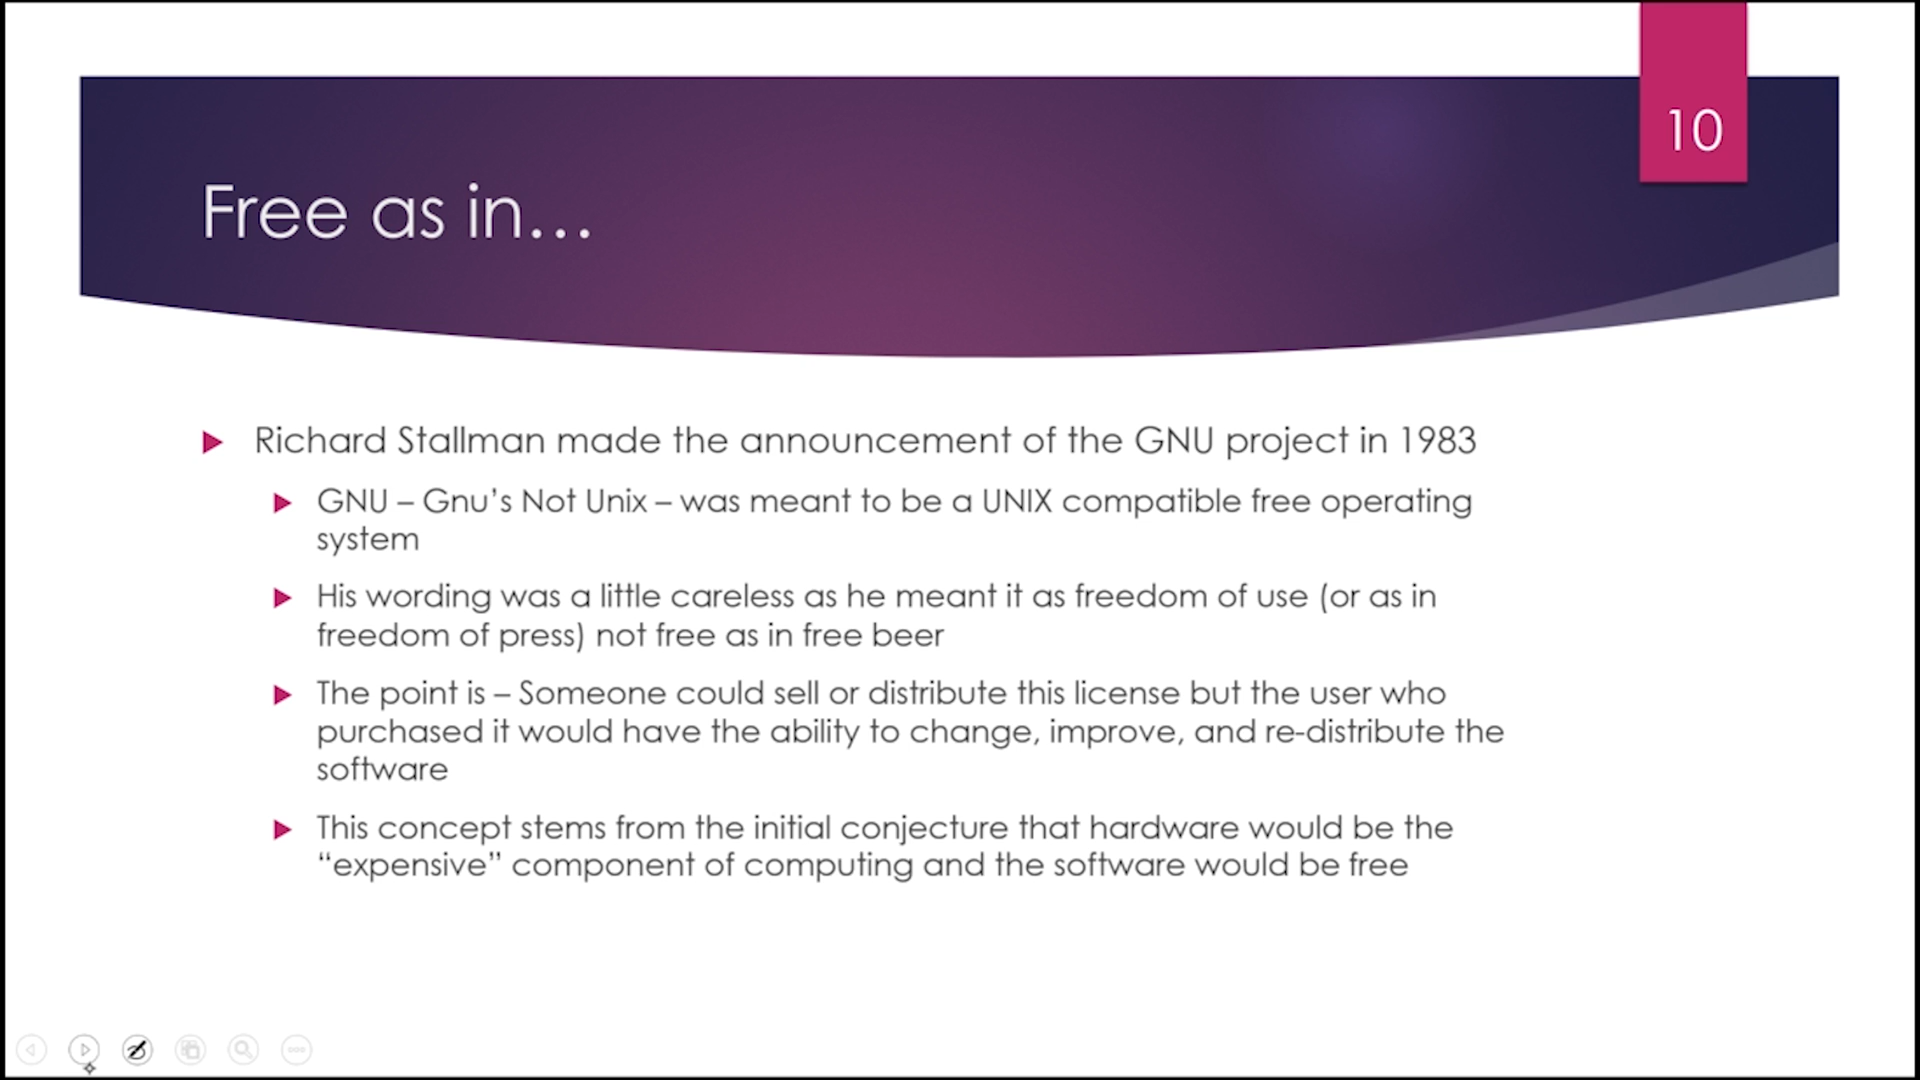 10
Free as in...
Richard Stallman made the announcement of the GNU project in 1983
GNU – Gnu’s Not Unix – was meant to be a UNIX compatible free operating
system
His wording was a little careless as he meant it as freedom of use (or as in
freedom of press) not free as in free beer
The point is – Someone could sell or distribute this license but the user who
purchased it would have the ability to change, improve, and re-distribute the
software
This concept stems from the initial conjecture that hardware would be the
“expensive” component of computing and the software would be free